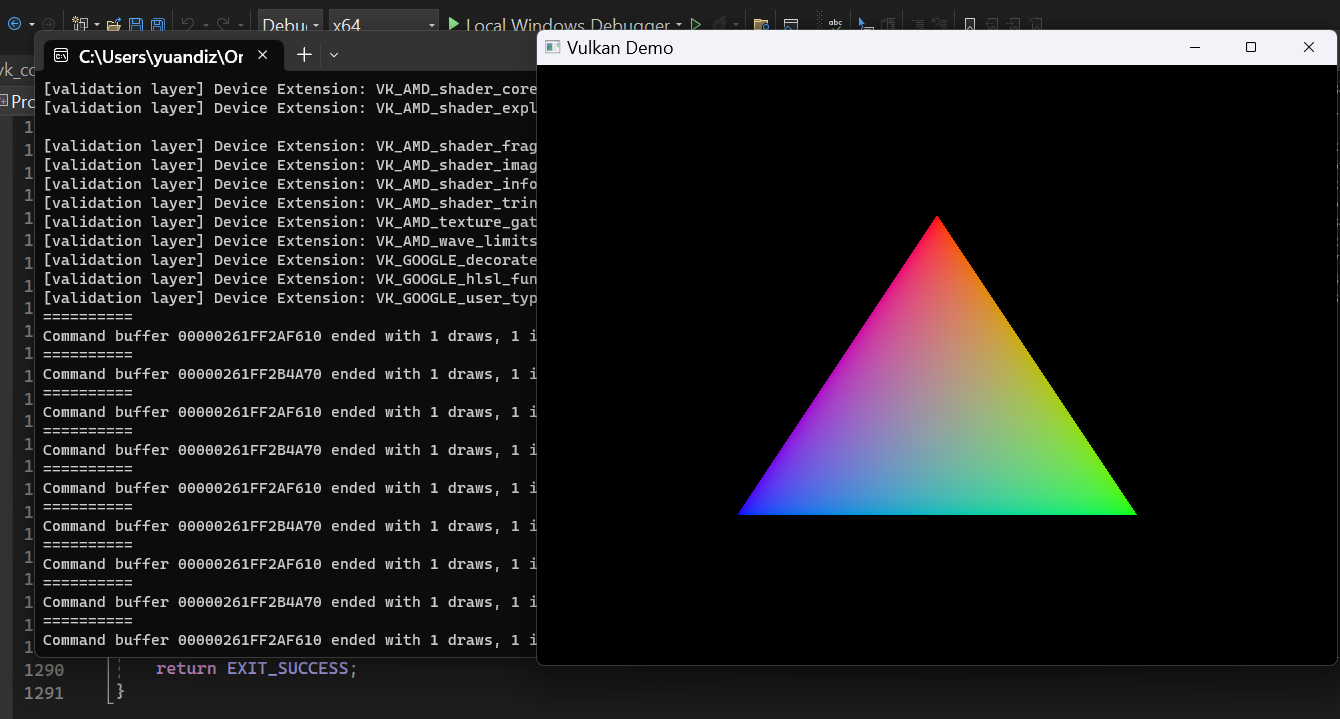 Debu
x64
Local Windows Debugger
abc
C:\Users\yuandiz\Or
Vulkan Demo
vk_co
Pro
[validation layer] Device Extension: VK_AMD_shader_core
[validation layer] Device Extension: VK_AMD_shader_expl
[validation layer] Device Extension: VK_AMD_shader_frag
[validation layer] Device Extension: VK_AMD_shader_imag
[validation layer] Device Extension: VK_AMD_shader_info
[validation layer] Device Extension: VK_AMD_shader_trin
[validation layer] Device Extension: VK_AMD_texture_gat
[validation layer] Device Extension: VK_AMD_wave_limits
[validation layer] Device Extension: VK_GOOGLE_decorate
[validation layer] Device Extension: VK_GOOGLE_hlsl_fun
[validation layer] Device Extension: VK_GOOGLE_user_typ
==========
Command buffer 00000261FF2AF610 ended with 1 draws, 1 i
==========
Command buffer 00000261FF2B4A70 ended with 1 draws, 1 i
==========
Command buffer 00000261FF2AF610 ended with 1 draws, 1 i
==========
Command buffer 00000261FF2B4A70 ended with 1 draws, 1 i
==========
Command buffer 00000261FF2AF610 ended with 1 draws, 1 i
==========
Command buffer 00000261FF2B4A70 ended with 1 draws, 1 i
==========
Command buffer 00000261FF2AF610 ended with 1 draws, 1 i
==========
Command buffer 00000261FF2B4A70 ended with 1 draws, 1 i
==========
Command buffer 00000261FF2AF610 ended with 1 draws, 1 i
1290 return EXIT_SUCCESS;
1291 }